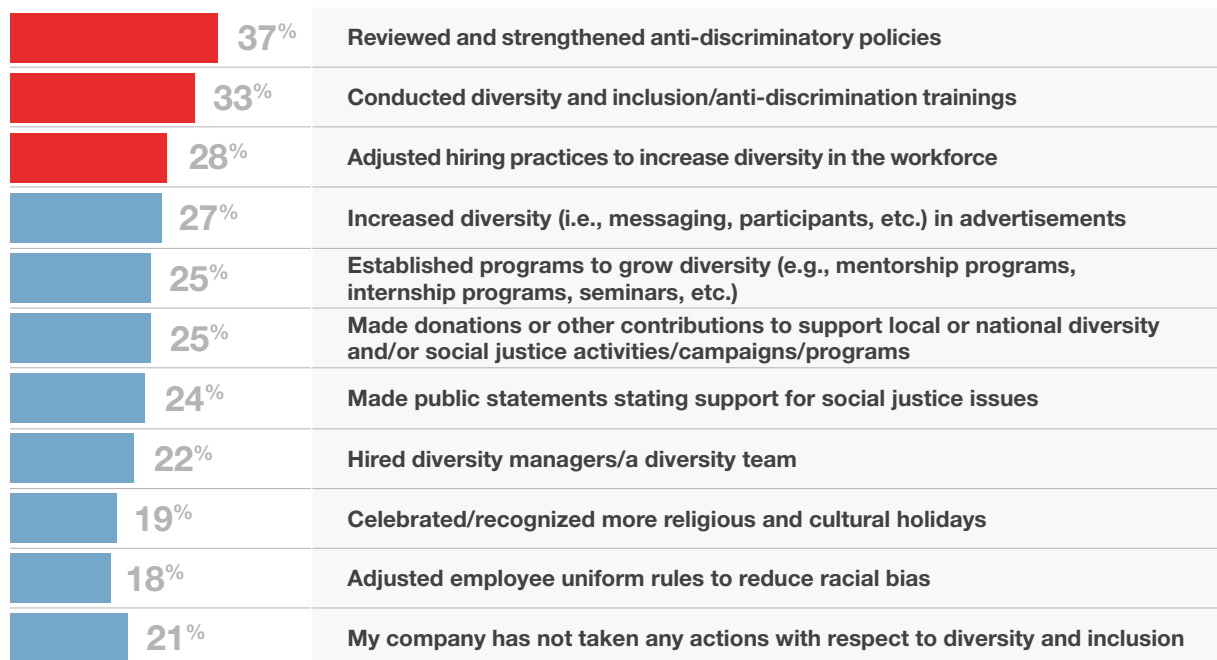 37% Reviewed and strengthened anti-discriminatory policies
33% Conducted diversity and inclusion/anti-discrimination trainings
28% Adjusted hiring practices to increase diversity in the workforce
27% Increased diversity (i.e., messaging, participants, etc.) in advertisements
25% Established programs to grow diversity (e.g., mentorship programs,
internship programs, seminars, etc.)
25% Made donations or other contributions to support local or national diversity
and/or social justice activities/campaigns/programs
24% Made public statements stating support for social justice issues
22% Hired diversity managers/a diversity team
19% Celebrated/recognized more religious and cultural holidays
18% Adjusted employee uniform rules to reduce racial bias
21% My company has not taken any actions with respect to diversity and inclusion